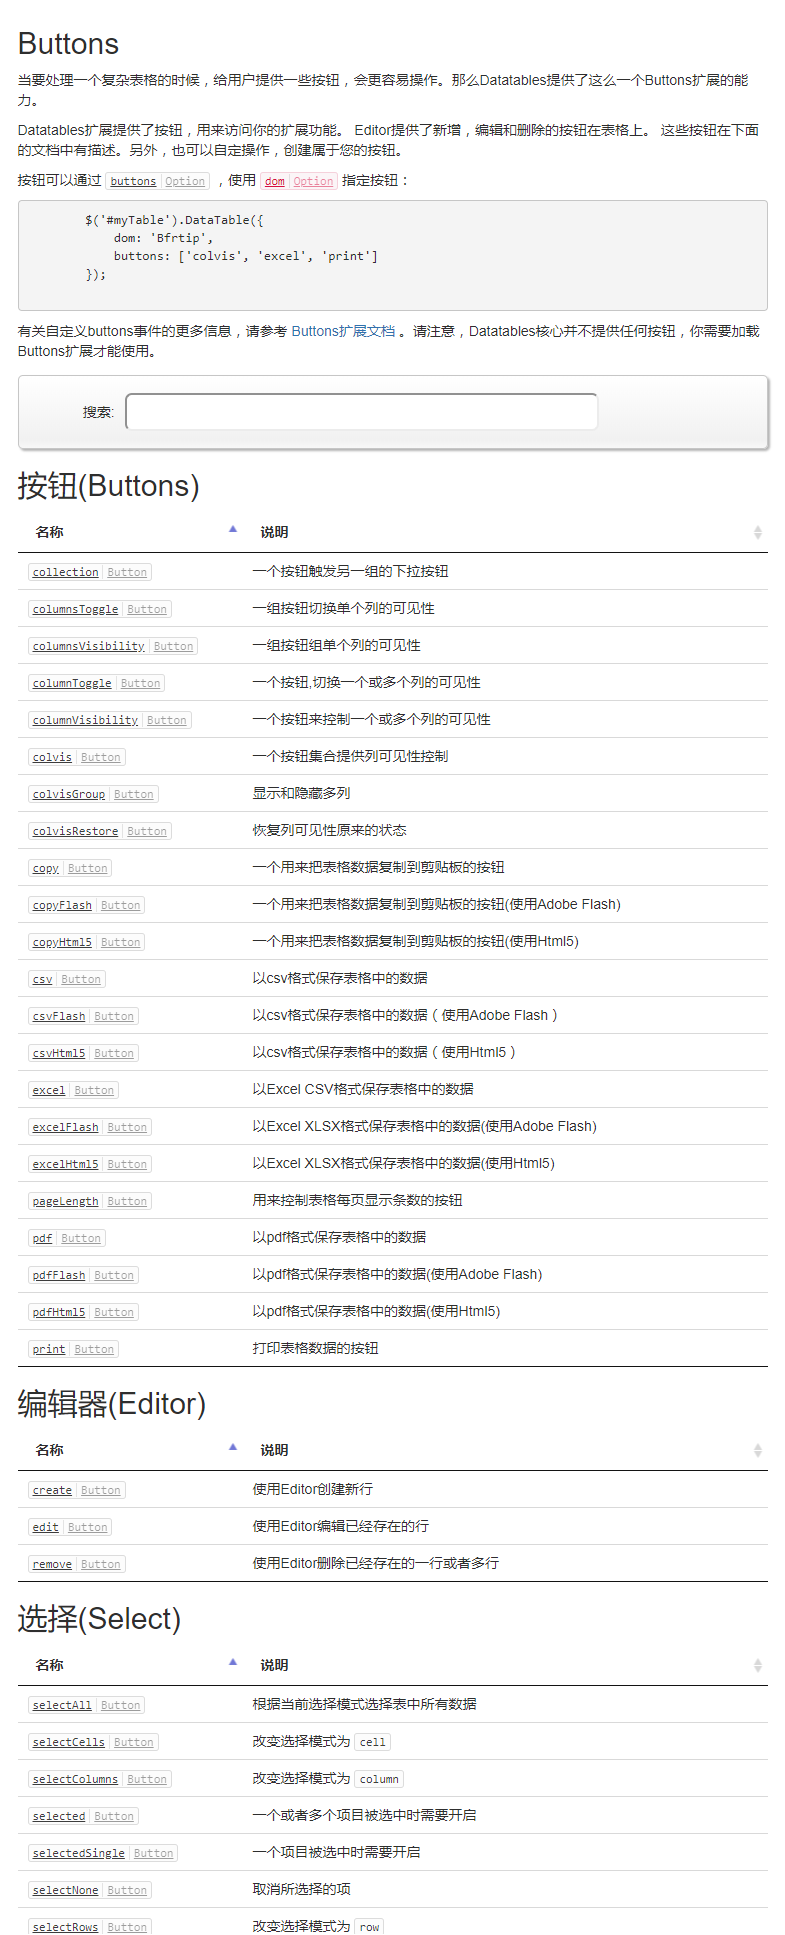 Buttons
当要处理一个复杂表格的时候，给用户提供一些按钮，会更容易操作。那么Datatables提供了这么一个Buttons扩展的能
力。
Datatables扩展提供了按钮，用来访问你的扩展功能。 Editor提供了新增，编辑和删除的按钮在表格上。 这些按钮在下面
的文档中有描述。另外，也可以自定操作，创建属于您的按钮。
按钮可以通过 buttons Option ，使用 dom Option 指定按钮：
$('#myTable').DataTable({
    dom: 'Bfrtip',
    buttons: ['colvis', 'excel', 'print']
});
有关自定义buttons事件的更多信息，请参考 Buttons扩展文档 。请注意，Datatables核心并不提供任何按钮，你需要加载
Buttons扩展才能使用。
搜索:
按钮(Buttons)
名称 说明
collection Button 一个按钮触发另一组的下拉按钮
columnsToggle Button 一组按钮切换单个列的可见性
columnsVisibility Button 一组按钮组单个列的可见性
columnToggle Button 一个按钮,切换一个或多个列的可见性
columnVisibility Button 一个按钮来控制一个或多个列的可见性
colvis Button 一个按钮集合提供列可见性控制
colvisGroup Button 显示和隐藏多列
colvisRestore Button 恢复列可见性原来的状态
copy Button 一个用来把表格数据复制到剪贴板的按钮
copyFlash Button 一个用来把表格数据复制到剪贴板的按钮(使用Adobe Flash)
copyHtml5 Button 一个用来把表格数据复制到剪贴板的按钮(使用Html5)
csv Button 以csv格式保存表格中的数据
csvFlash Button 以csv格式保存表格中的数据（使用Adobe Flash）
csvHtml5 Button 以csv格式保存表格中的数据（使用Html5）
excel Button 以Excel CSV格式保存表格中的数据
excelFlash Button 以Excel XLSX格式保存表格中的数据(使用Adobe Flash)
excelHtml5 Button 以Excel XLSX格式保存表格中的数据(使用Html5)
pageLength Button 用来控制表格每页显示条数的按钮
pdf Button 以pdf格式保存表格中的数据
pdfFlash Button 以pdf格式保存表格中的数据(使用Adobe Flash)
pdfHtml5 Button 以pdf格式保存表格中的数据(使用Html5)
print Button 打印表格数据的按钮
编辑器(Editor)
名称 说明
create Button 使用Editor创建新行
edit Button 使用Editor编辑已经存在的行
remove Button 使用Editor删除已经存在的一行或者多行
选择(Select)
名称 说明
selectAll Button 根据当前选择模式选择表中所有数据
selectCells Button 改变选择模式为 cell
selectColumns Button 改变选择模式为 column
selected Button 一个或者多个项目被选中时需要开启
selectedSingle Button 一个项目被选中时需要开启
selectNone Button 取消所选择的项
selectRows Button 改变选择模式为 row